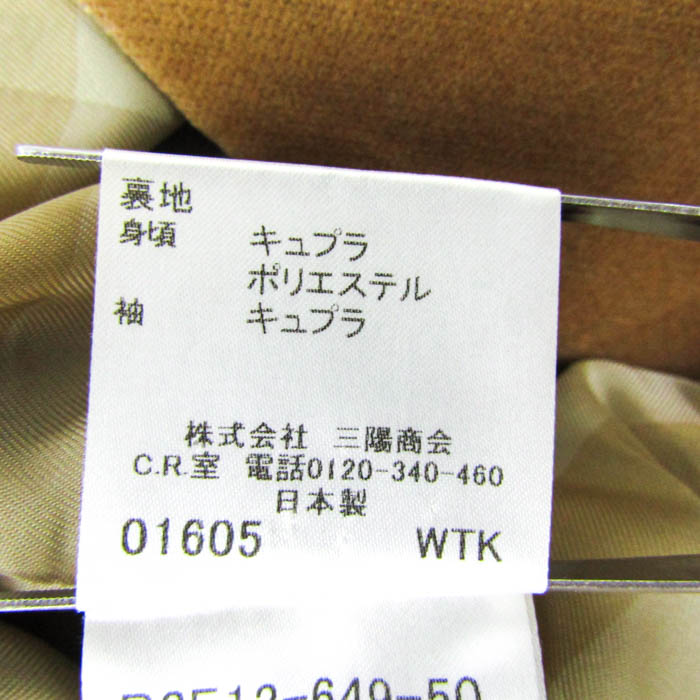 裏地
身頃 キュプラ
ポリエステル
袖 キュプラ
株式会社 三陽商会
C.R.室 電話0120-340-460
日本製
01605 WTK